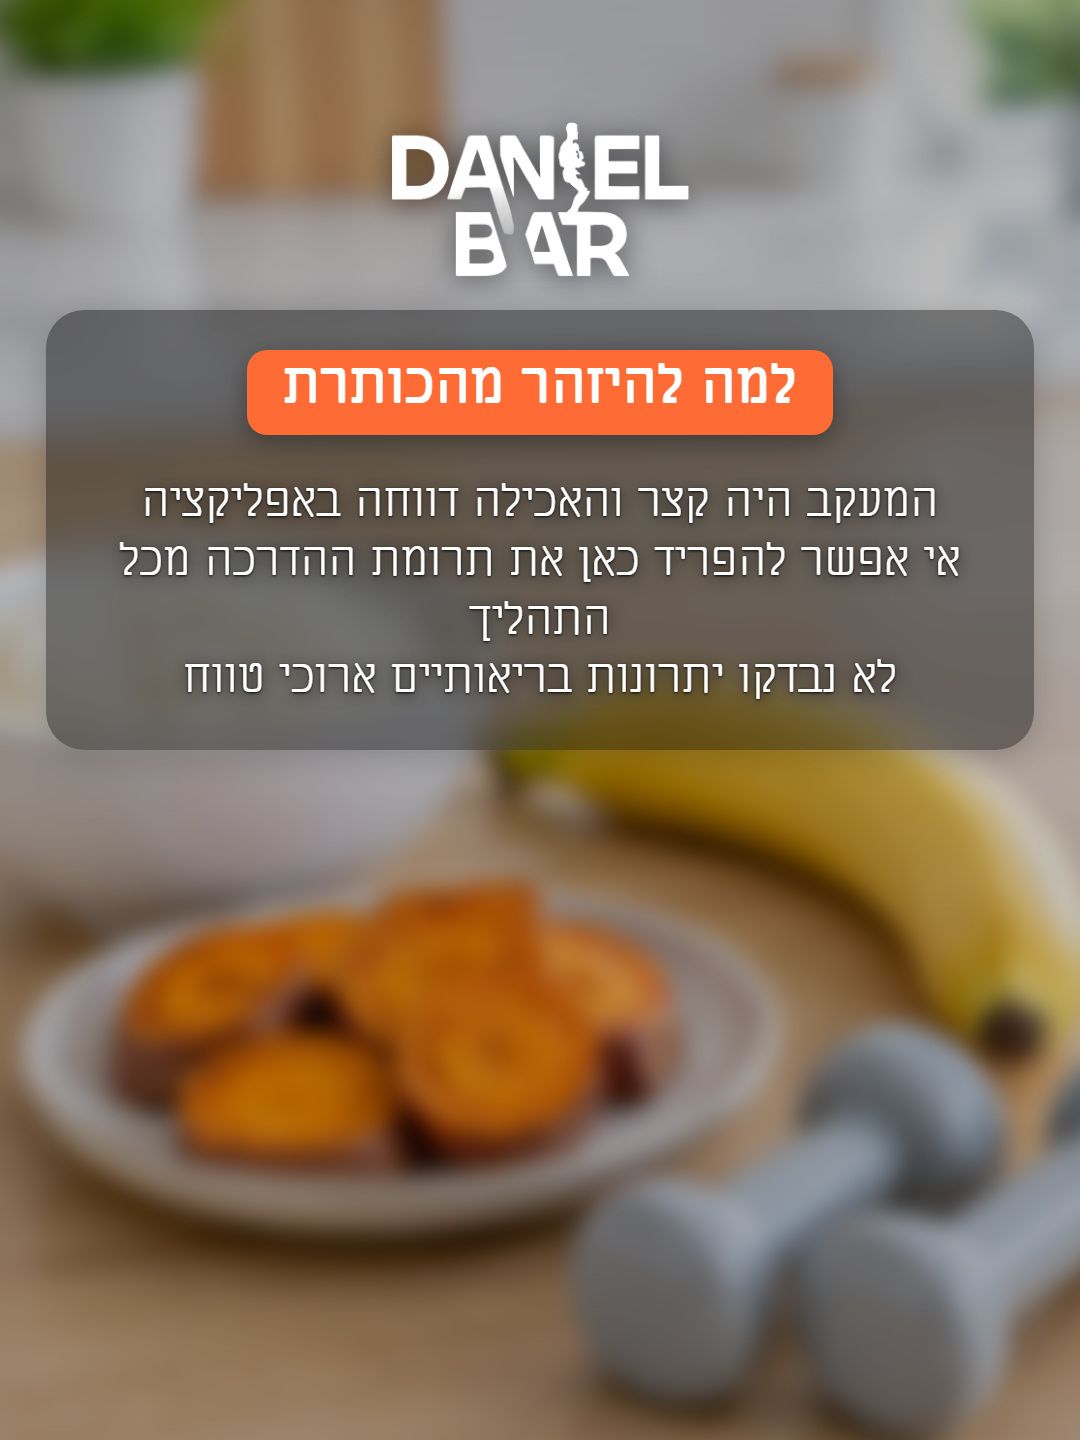 DANIEL
BAR
למה להיזהר מהכותרת
המעקב היה קצר והאכילה דווחה באפליקציה
אי אפשר להפריד כאן את תרומת ההדרכה מכל
התהליך
לא נבדקו יתרונות בריאותיים ארוכי טווח